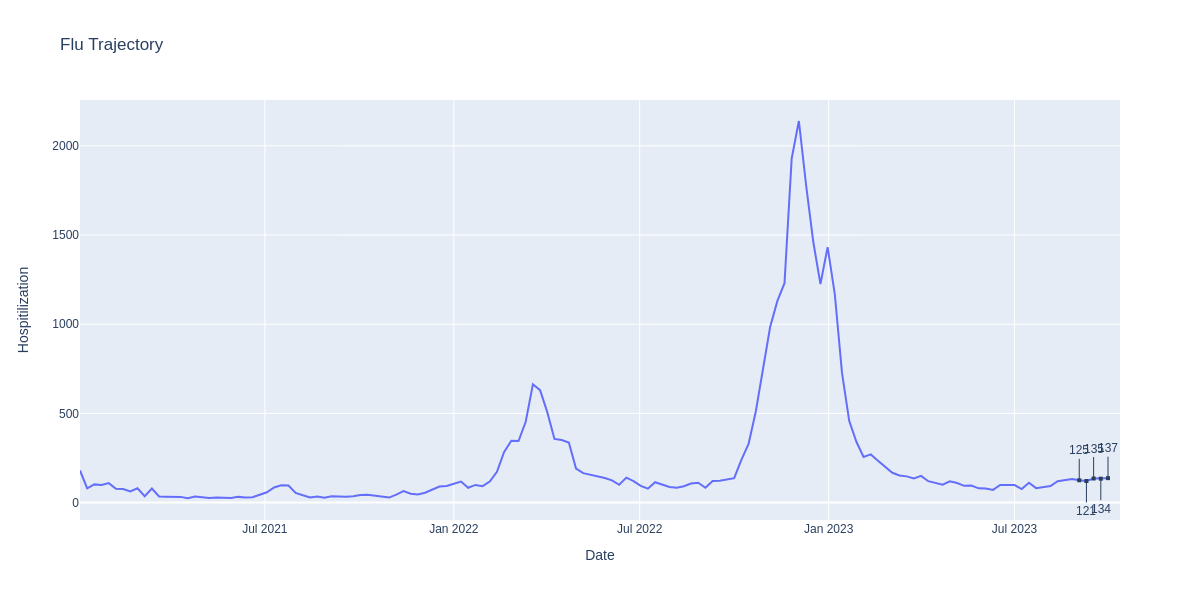 Flu Trajectory
Hospitilization
2000
1500
1000
500
0
125
135
137
121
134
Jul 2021
Jan 2022
Jul 2022
Jan 2023
Jul 2023
Date